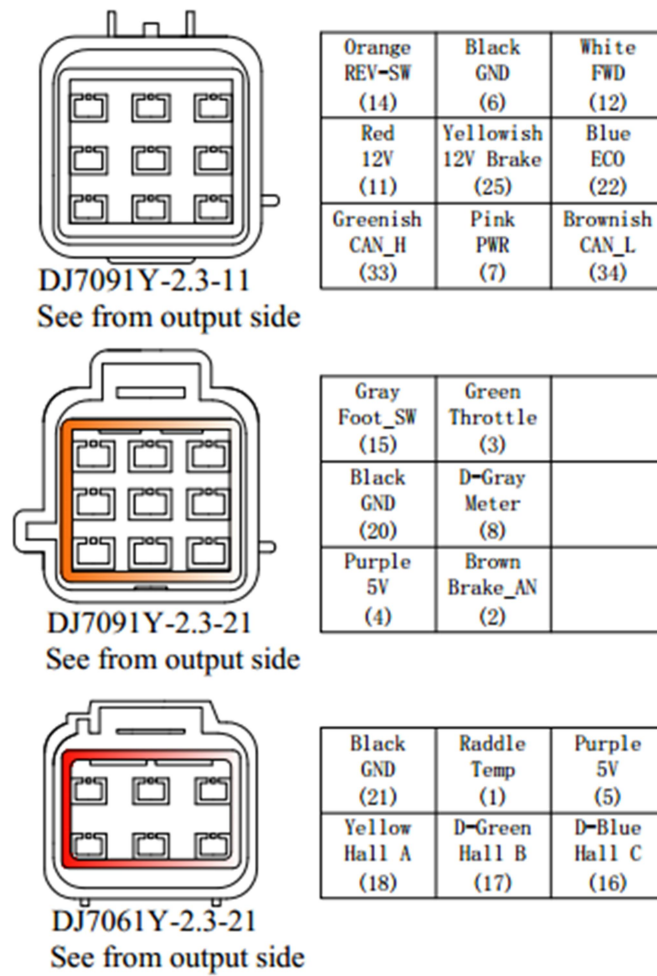 Orange Black White
REV-SW GND FWD
(14) (6) (12)
Red Yellowish Blue
12V 12V Brake ECO
(11) (25) (22)
Greenish Pink Brownish
CAN_H PWR CAN_L
(33) (7) (34)
DJ7091Y-2.3-11
See from output side
Gray Green
Foot_SW Throttle
(15) (3)
Black D-Gray
GND Meter
(20) (8)
Purple Brown
5V Brake_AN
(4) (2)
DJ7091Y-2.3-21
See from output side
Black Raddle Purple
GND Temp 5V
(21) (1) (5)
Yellow D-Green D-Blue
Hall A Hall B Hall C
(18) (17) (16)
DJ7061Y-2.3-21
See from output side